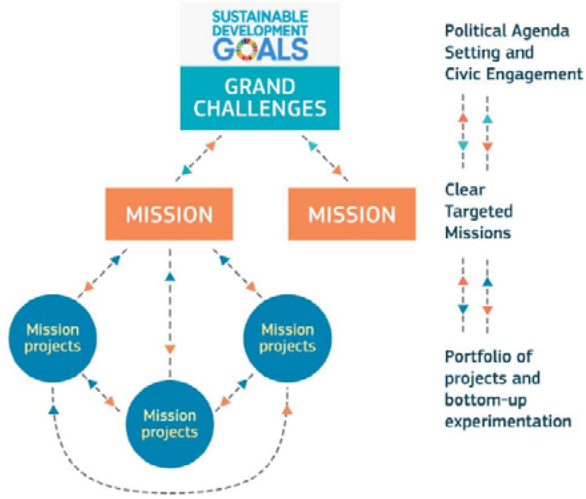 SUSTAINABLE
DEVELOPMENT
GOALS
GRAND
CHALLENGES
MISSION
MISSION
Mission
projects
Mission
projects
Mission
projects
Political Agenda
Setting and
Civic Engagement
Clear
Targeted
Missions
Portfolio of
projects and
bottom-up
experimentation